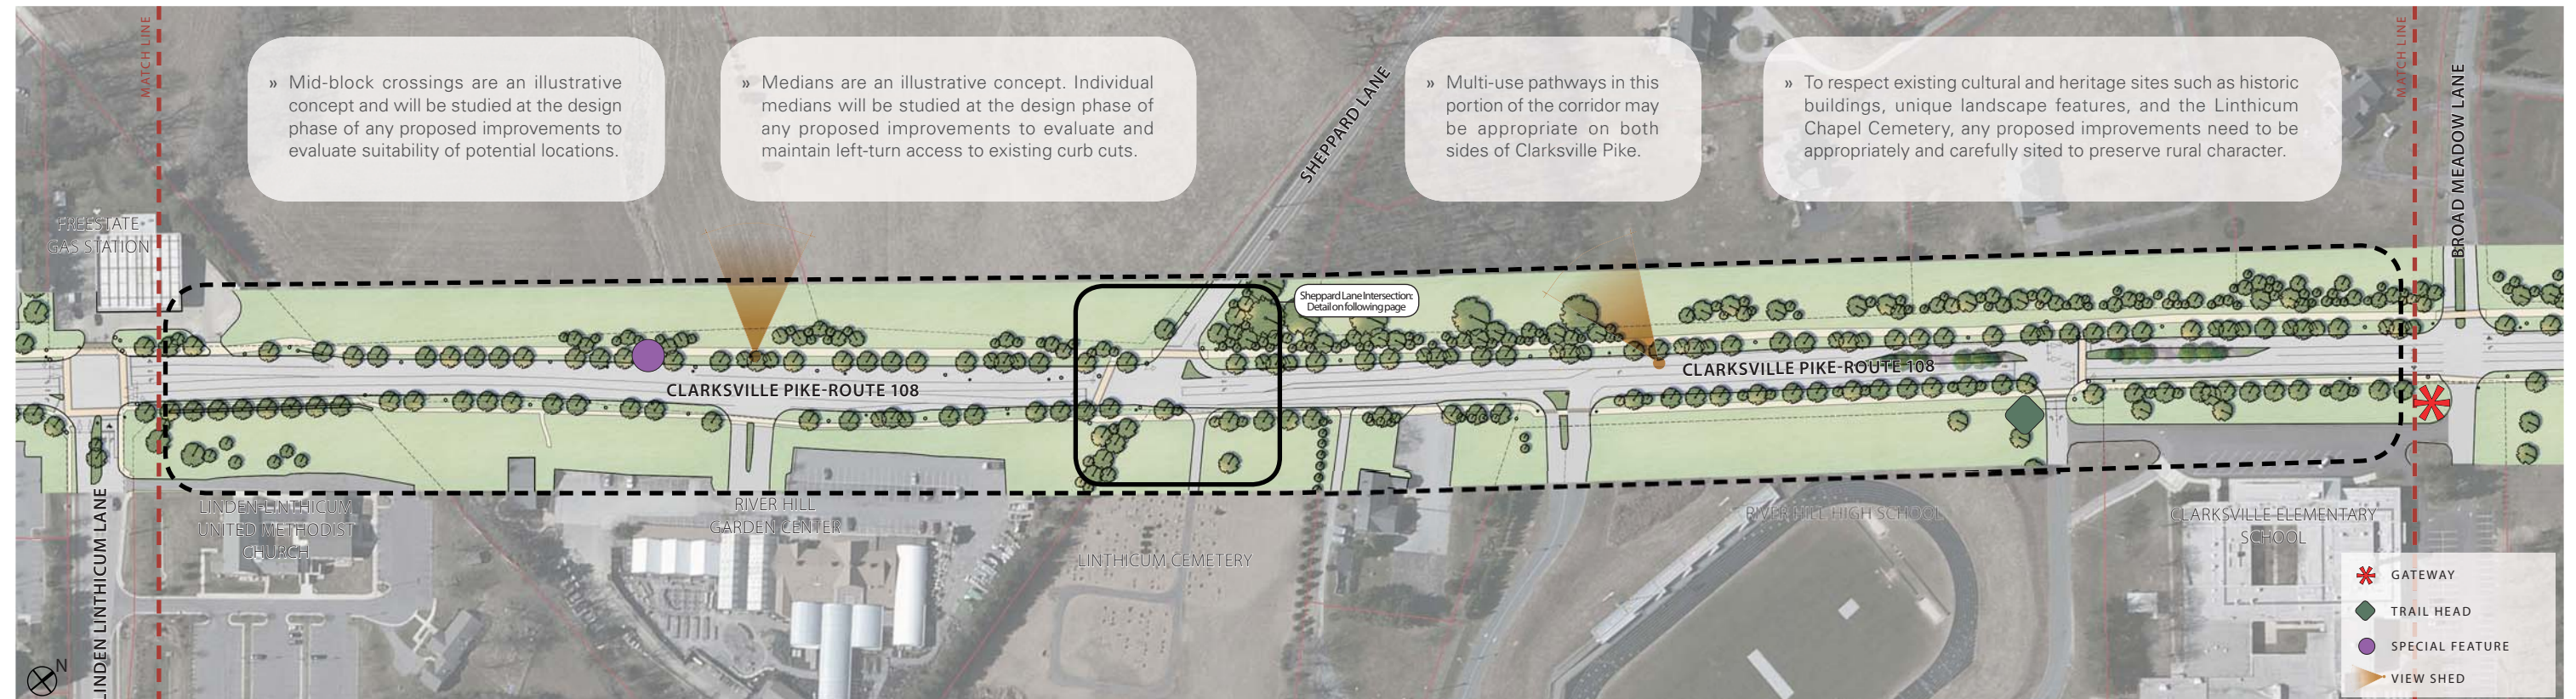 MATCH LINE
» Mid-block crossings are an illustrative
concept and will be studied at the design
phase of any proposed improvements to
evaluate suitability of potential locations.
» Medians are an illustrative concept. Individual
medians will be studied at the design phase of
any proposed improvements to evaluate and
maintain left-turn access to existing curb cuts.
SHEPPARD LANE
» Multi-use pathways in this
portion of the corridor may
be appropriate on both
sides of Clarksville Pike.
» To respect existing cultural and heritage sites such as historic
buildings, unique landscape features, and the Linthicum
Chapel Cemetery, any proposed improvements need to be
appropriately and carefully sited to preserve rural character.
MATCH LINE
BROAD MEADOW LANE
FREESTATE
GAS STATION
Sheppard Lane Intersection:
Detail on following page
CLARKSVILLE PIKE-ROUTE 108
CLARKSVILLE PIKE-ROUTE 108
LINDEN LINTHICUM LANE
LINDEN-LINTHICUM
UNITED METHODIST
CHURCH
RIVER HILL
GARDEN CENTER
LINTHICUM CEMETERY
RIVER HILL HIGH SCHOOL
CLARKSVILLE ELEMENTARY
SCHOOL
GATEWAY
TRAIL HEAD
SPECIAL FEATURE
VIEW SHED
N